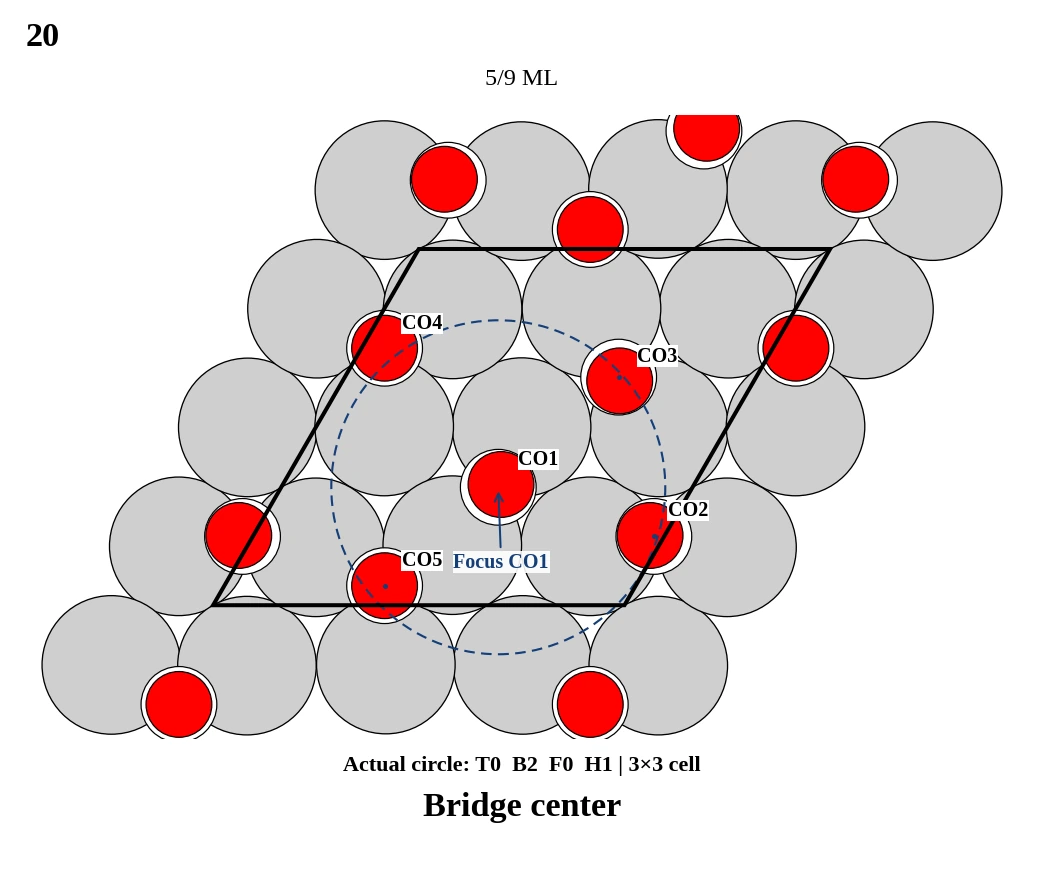 20
5/9 ML
CO4
CO3
CO1
CO2
CO5
Focus CO1
Actual circle: T0  B2  F0  H1 | 3×3 cell
Bridge center